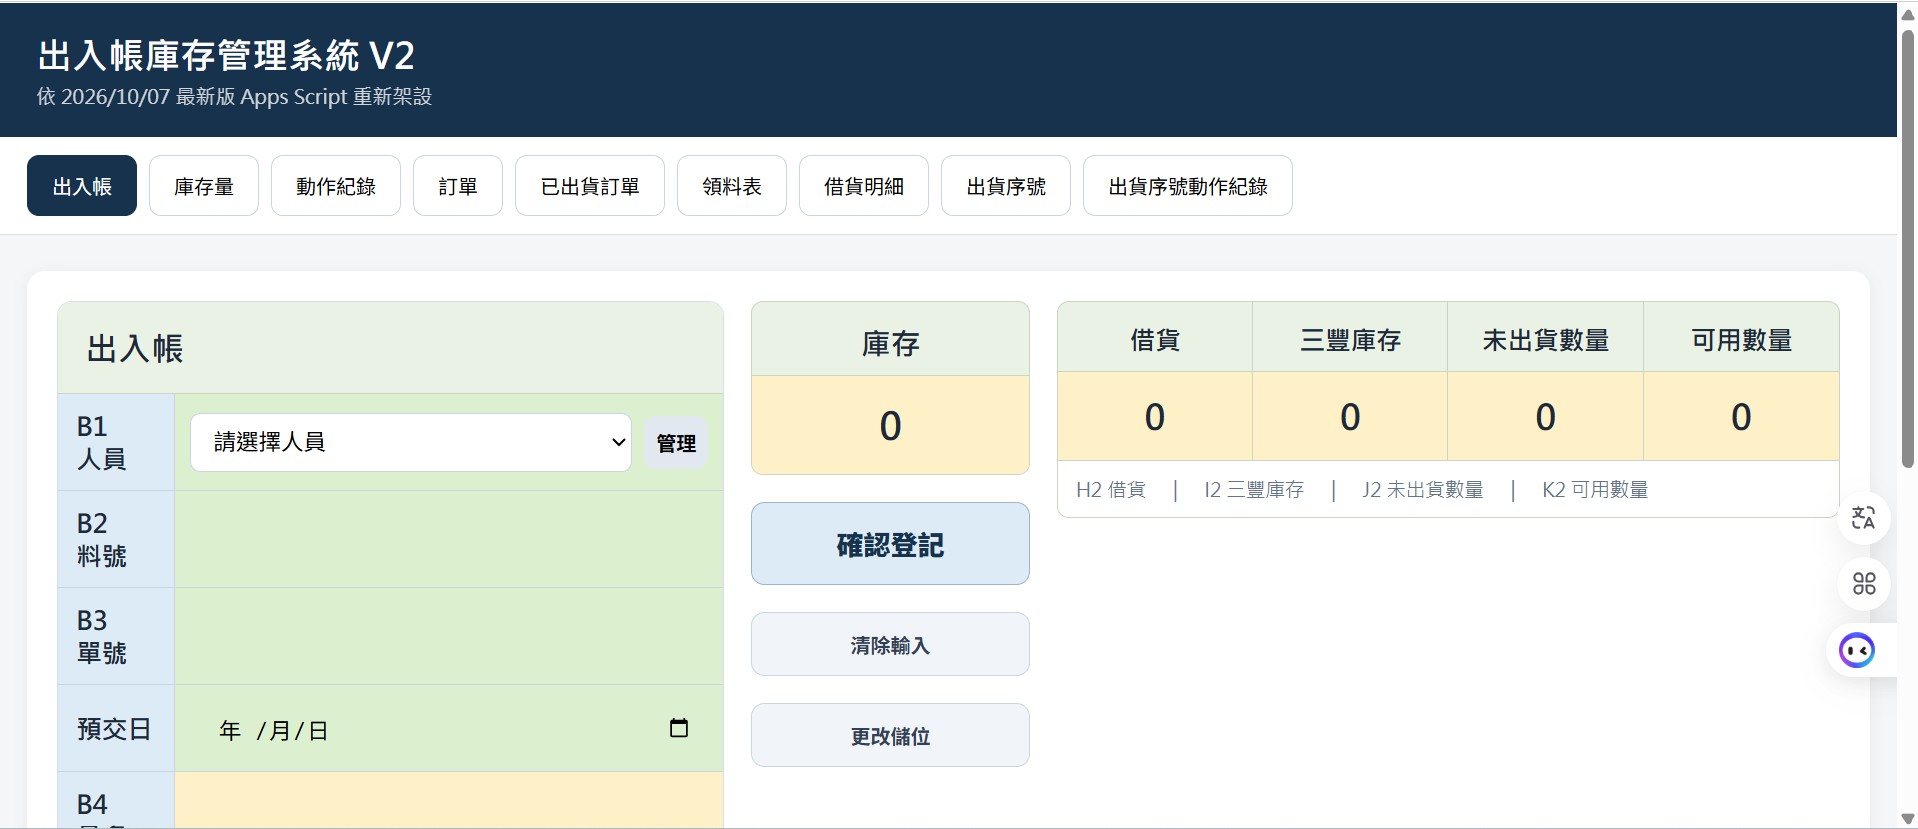 出入帳庫存管理系統 V2
依 2026/10/07 最新版 Apps Script 重新架設
出入帳
庫存量
動作紀錄
訂單
已出貨訂單
領料表
借貨明細
出貨序號
出貨序號動作紀錄
出入帳
B1
人員
請選擇人員
管理
B2
料號
B3
單號
預交日
年 /月/日
B4
庫存
0
確認登記
清除輸入
更改儲位
借貨 三豐庫存 未出貨數量 可用數量
0 0 0 0
H2 借貨 | I2 三豐庫存 | J2 未出貨數量 | K2 可用數量